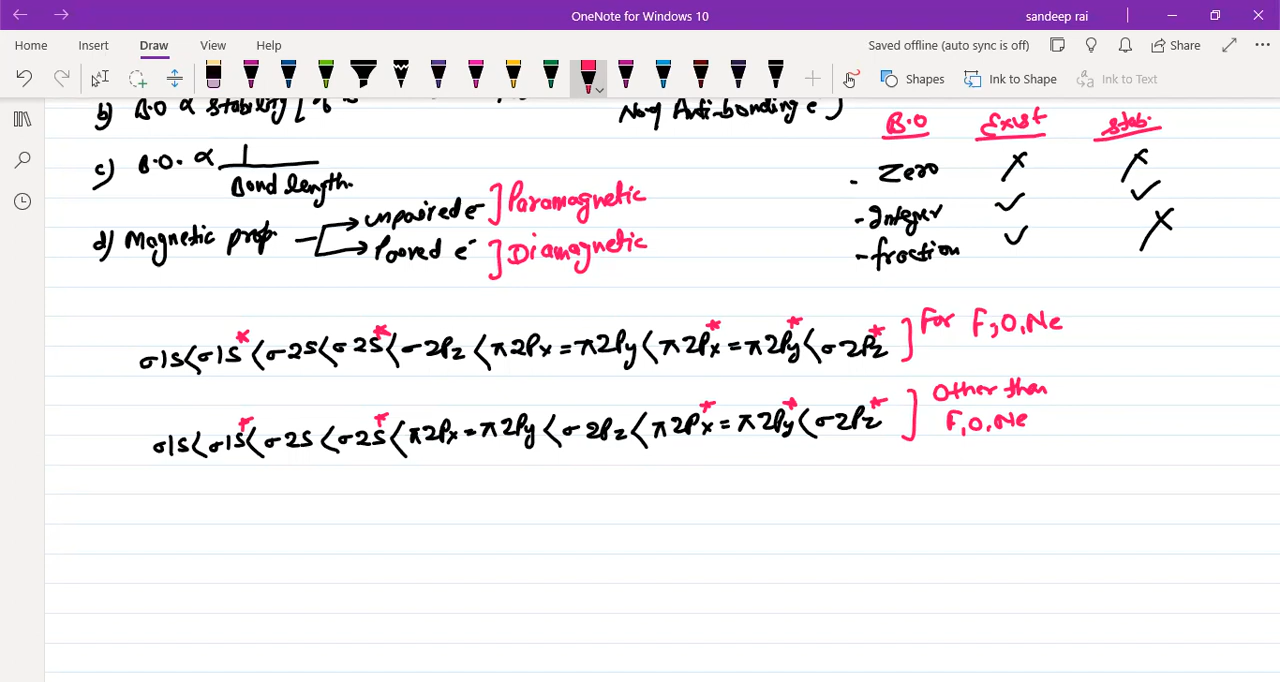 OneNote for Windows 10
sandeep rai
Home Insert Draw View Help
Saved offline (auto sync is off)
Share
Shapes
Ink to Shape
Ink to Text
b) B.O ∝ stability [
No. of Anti-bonding e⁻ )
c) B.O. ∝ 1
Bond length.
d) Magnetic prop.
unpaired e⁻ ] Paramagnetic
Paired e⁻ ] Diamagnetic
B.O Exist stab.
- Zero ✗ ✗
- Integer ✓ ✓
- fraction ✓ ✗
σ1s<σ1s*<σ2s<σ2s*<σ2Pz<π2Px=π2Py<π2Px*=π2Py*<σ2Pz* ] For F,O,Ne
σ1s<σ1s*<σ2s<σ2s*<π2Px=π2Py<σ2Pz<π2Px*=π2Py*<σ2Pz* ] Other than
F,O,Ne